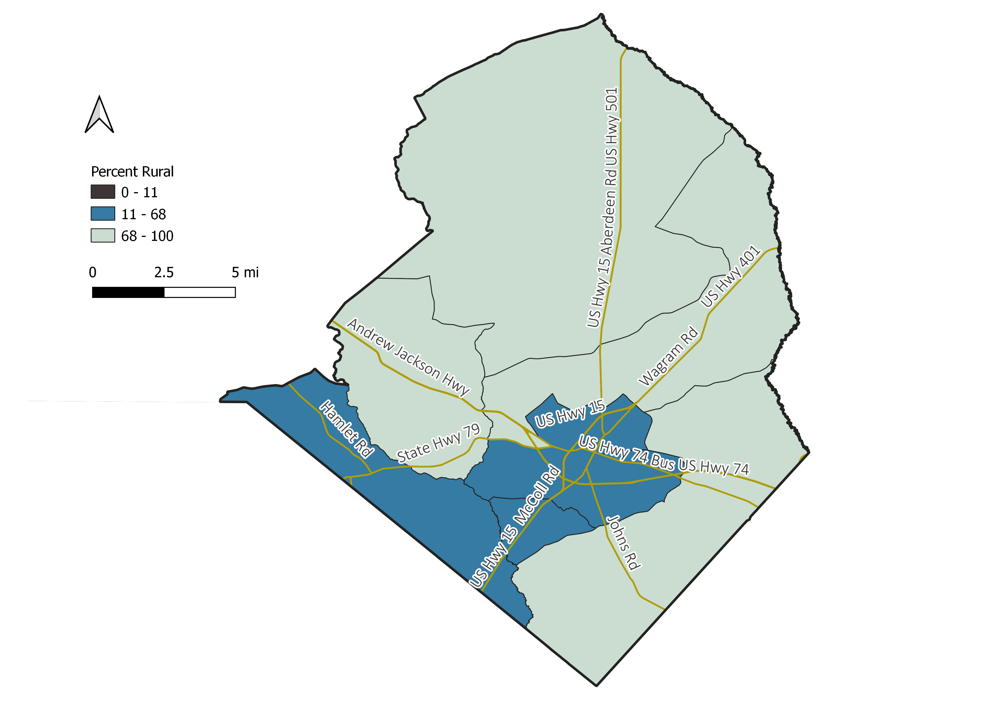 Percent Rural
0 - 11
11 - 68
68 - 100
0 2.5 5 mi
US Hwy 15 Aberdeen Rd US Hwy 501
US Hwy 401
Wagram Rd
Andrew Jackson Hwy
Hamlet Rd
State Hwy 79
US Hwy 15
US Hwy 74 Bus US Hwy 74
US Hwy 15 McColl Rd
Johns Rd